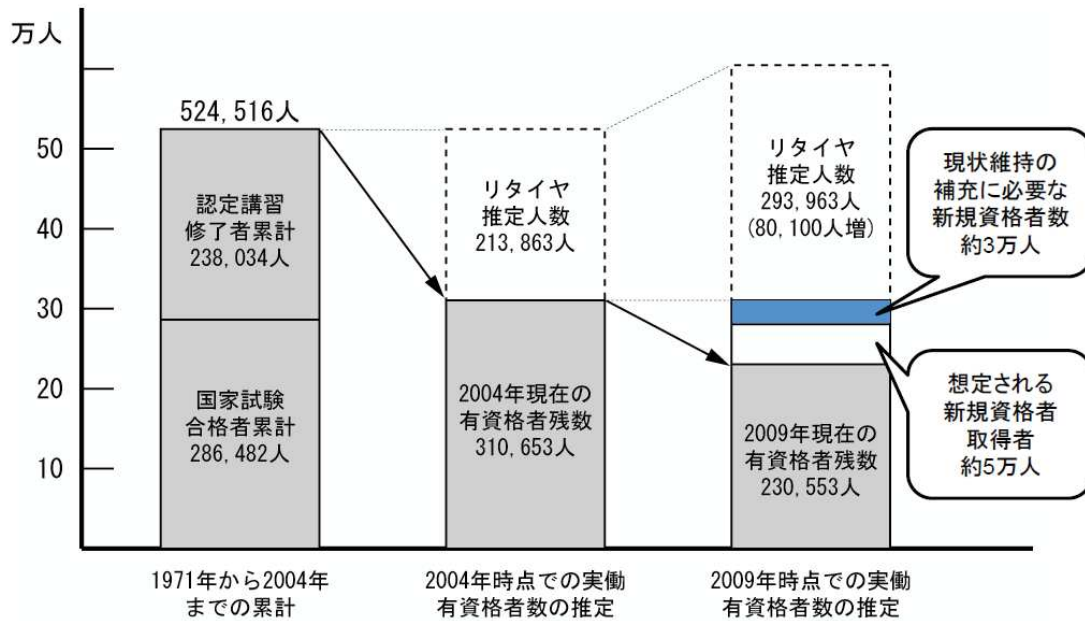 万人
50
40
30
20
10
524,516人
認定講習
修了者累計
238,034人
国家試験
合格者累計
286,482人
1971年から2004年
までの累計
リタイヤ
推定人数
213,863人
2004年現在の
有資格者残数
310,653人
2004年時点での実働
有資格者数の推定
リタイヤ
推定人数
293,963人
(80,100人増)
2009年現在の
有資格者残数
230,553人
2009年時点での実働
有資格者数の推定
現状維持の
補充に必要な
新規資格者数
約3万人
想定される
新規資格者
取得者
約5万人